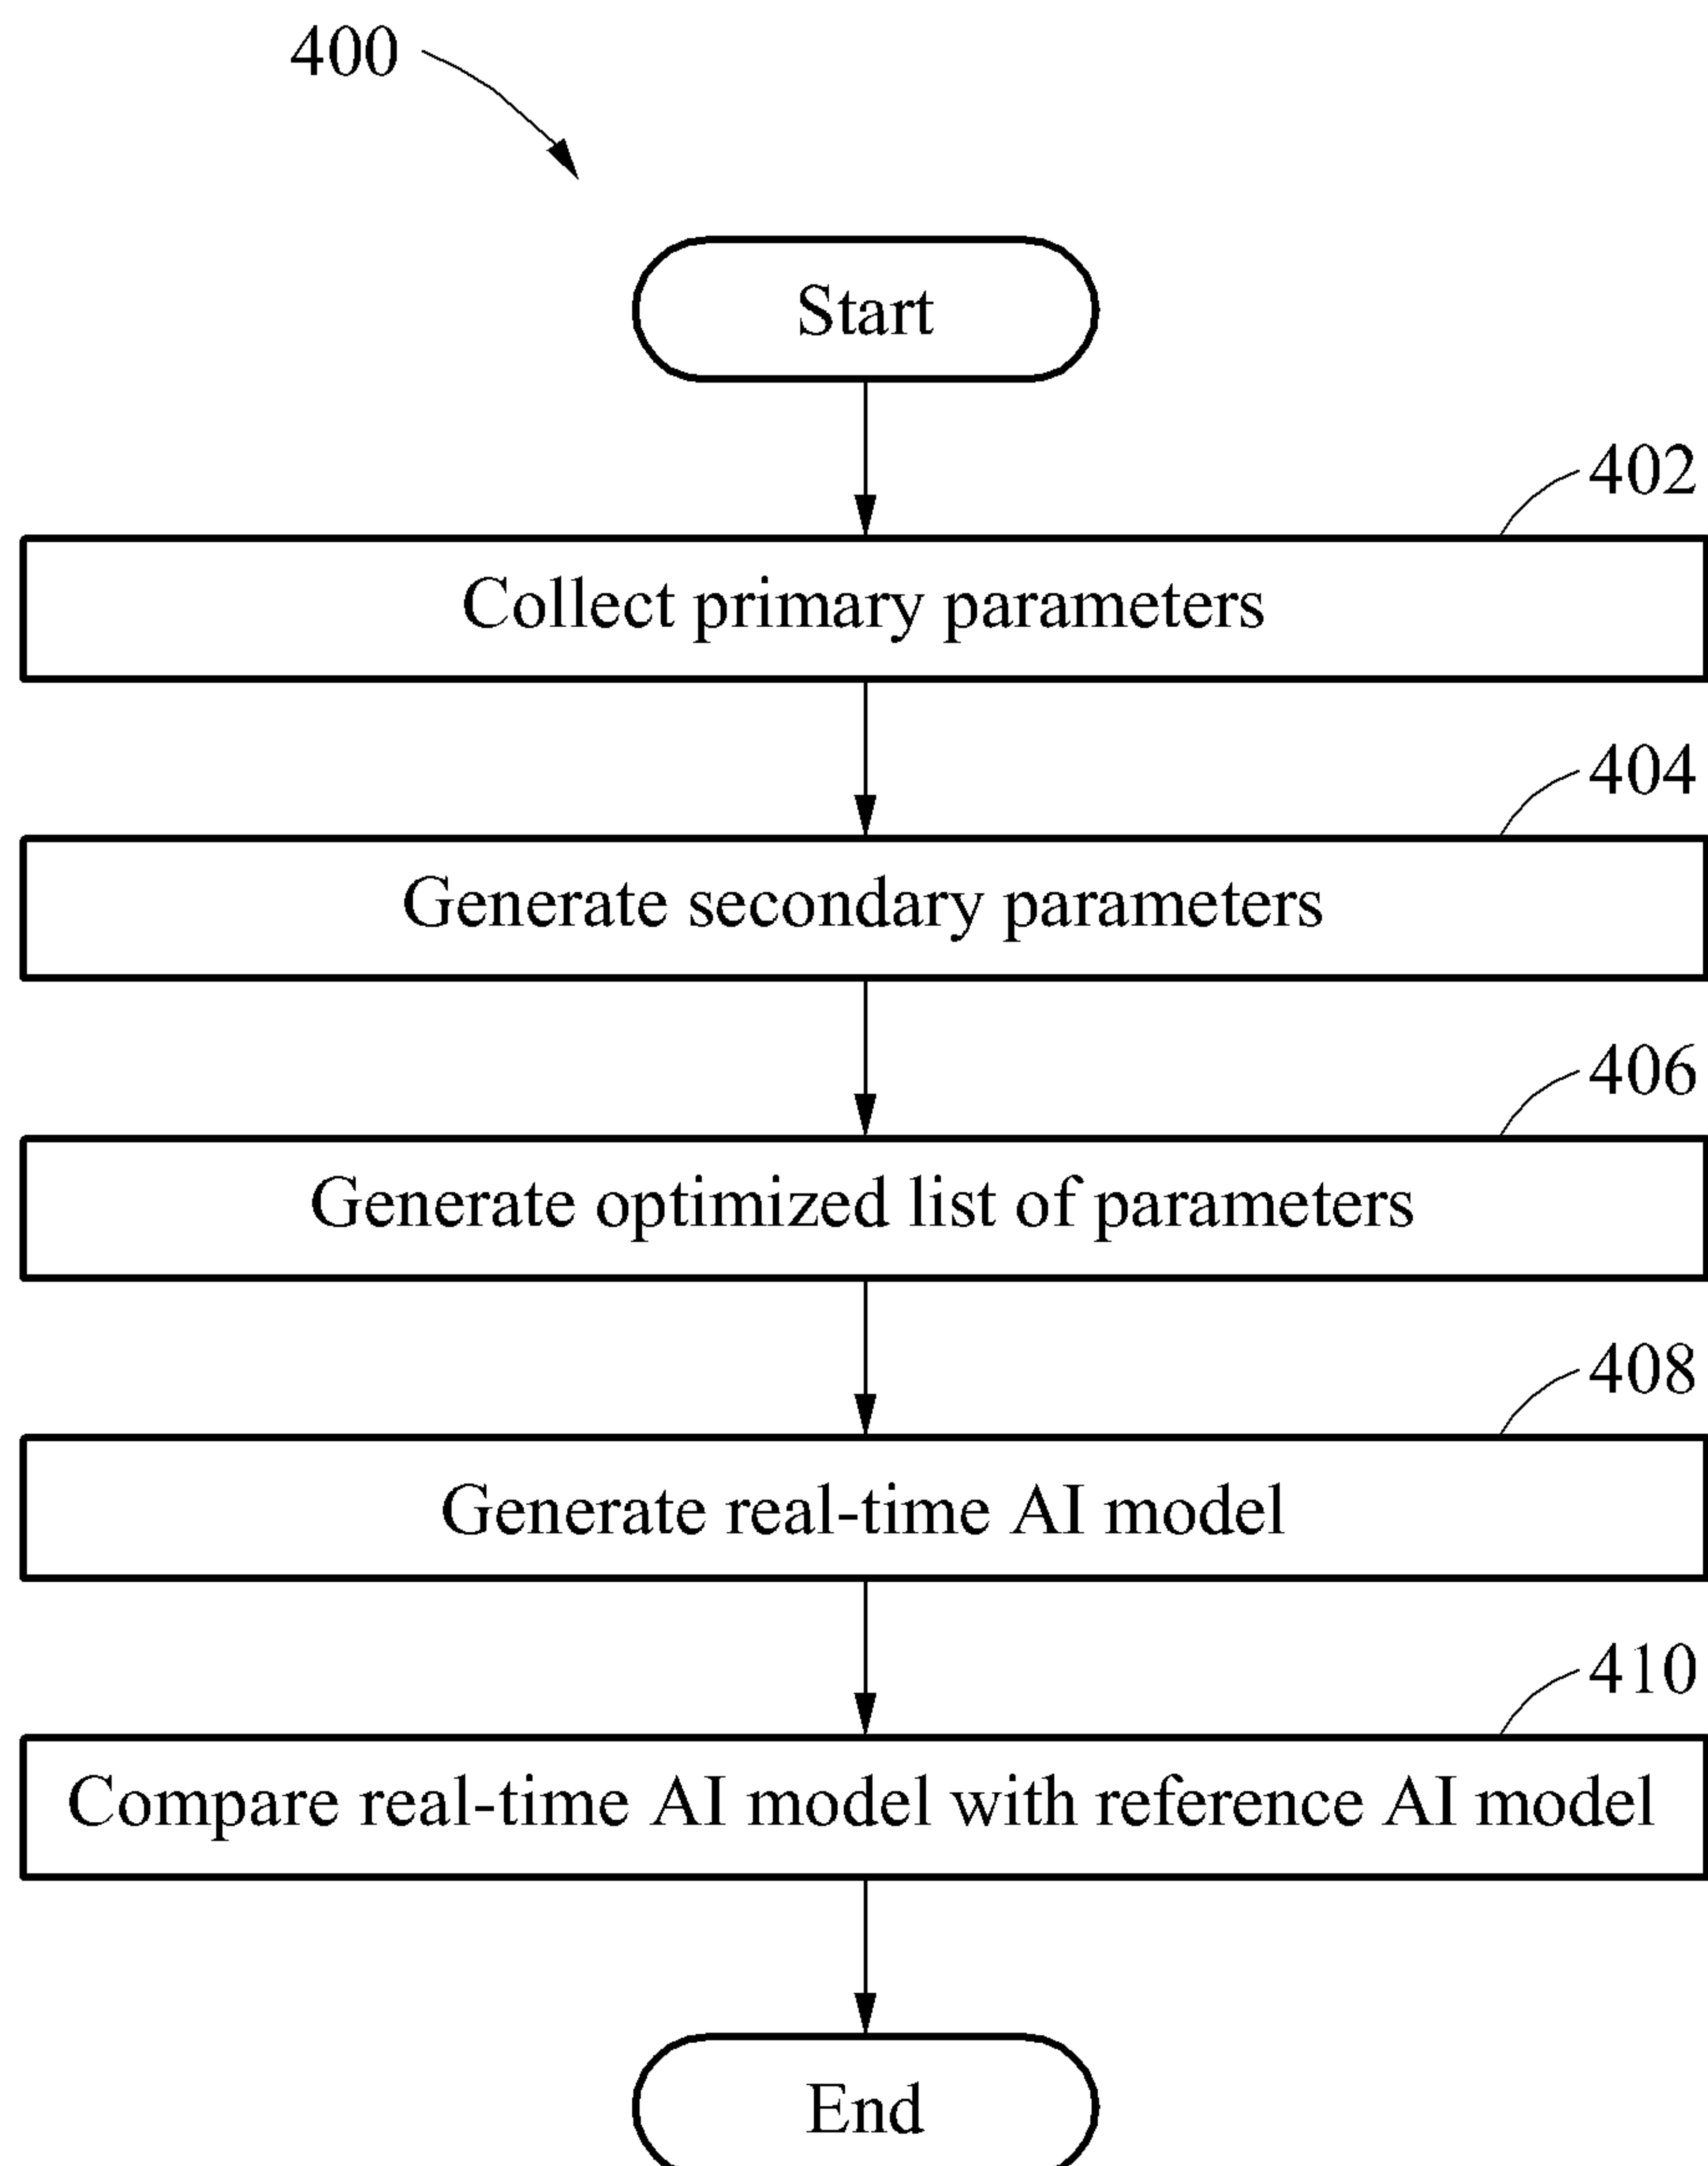 400
Start
402
Collect primary parameters
404
Generate secondary parameters
406
Generate optimized list of parameters
408
Generate real-time AI model
410
Compare real-time AI model with reference AI model
End